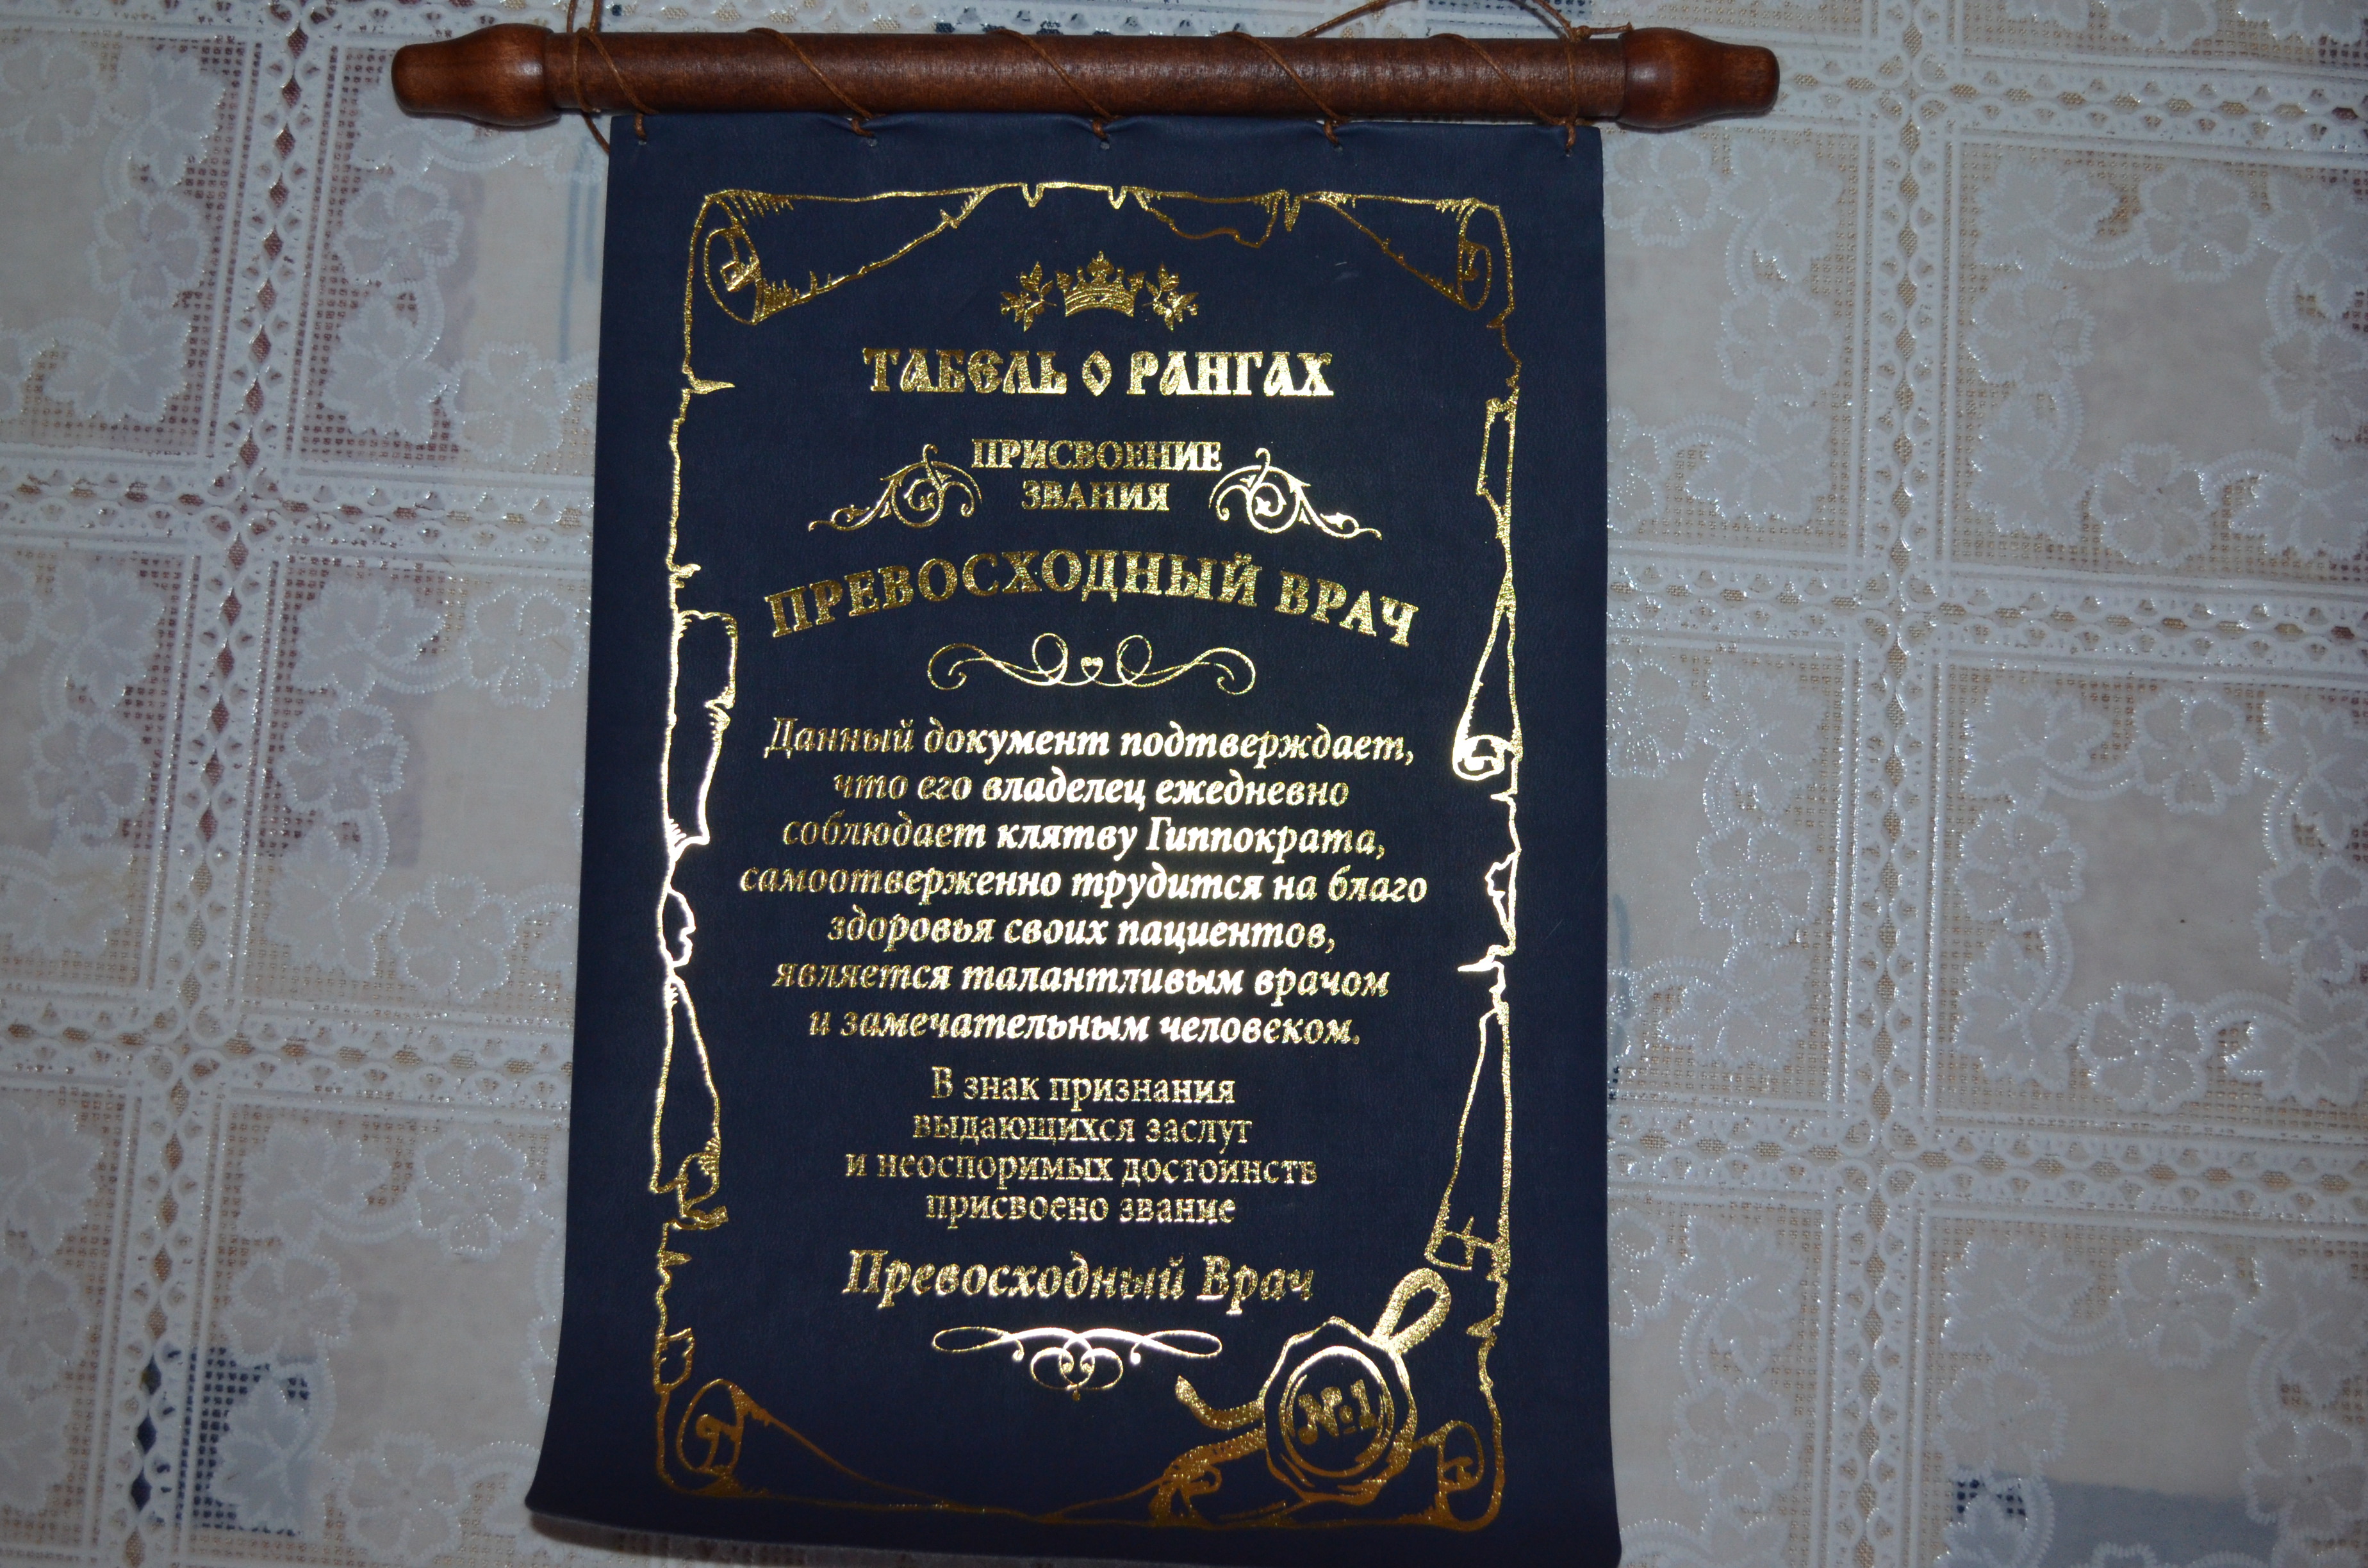 ТАБЕЛЬ О РАНГАХ
ПРИСВОЕНИЕ
ЗВАНИЯ
ПРЕВОСХОДНЫЙ ВРАЧ
Данный документ подтверждает,
что его владелец ежедневно
соблюдает клятву Гиппократа,
самоотверженно трудится на благо
здоровья своих пациентов,
является талантливым врачом
и замечательным человеком.
В знак признания
выдающихся заслуг
и неоспоримых достоинств
присвоено звание
Превосходный Врач
№1